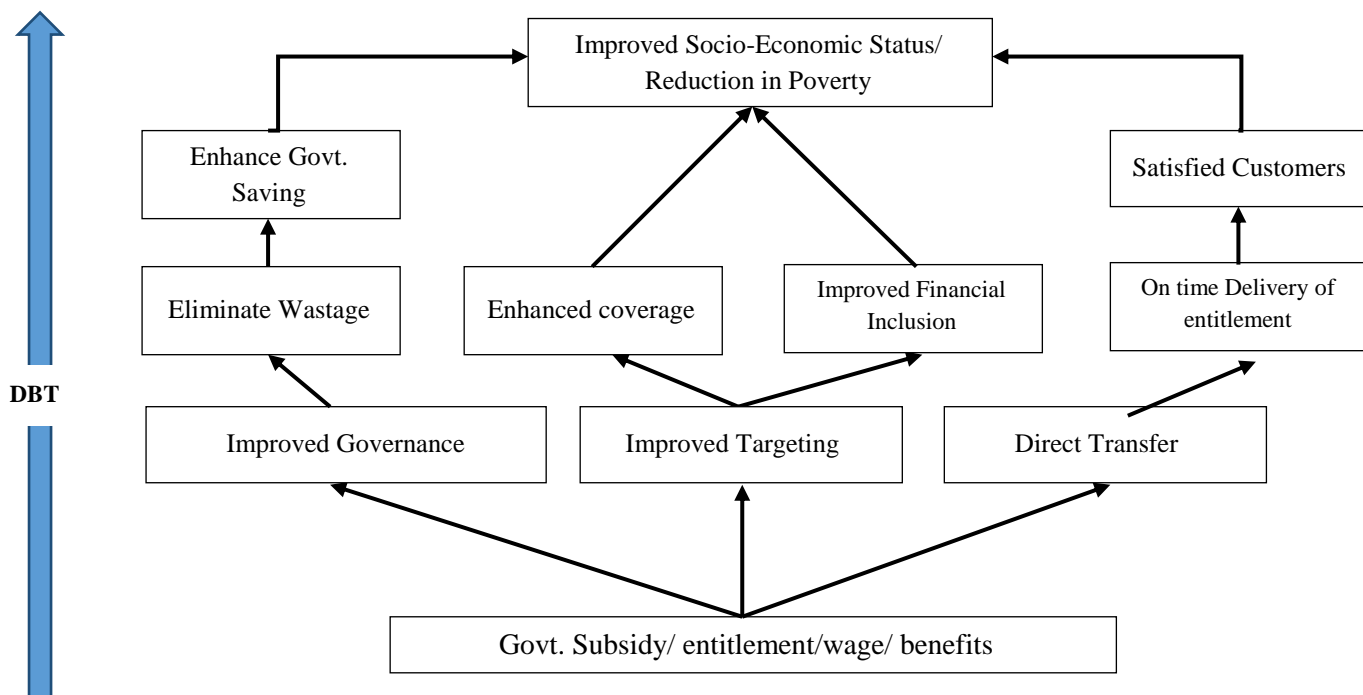 Improved Socio-Economic Status/
Reduction in Poverty
Enhance Govt.
Saving
Satisfied Customers
Eliminate Wastage
Enhanced coverage
Improved Financial
Inclusion
On time Delivery of
entitlement
DBT
Improved Governance
Improved Targeting
Direct Transfer
Govt. Subsidy/ entitlement/wage/ benefits